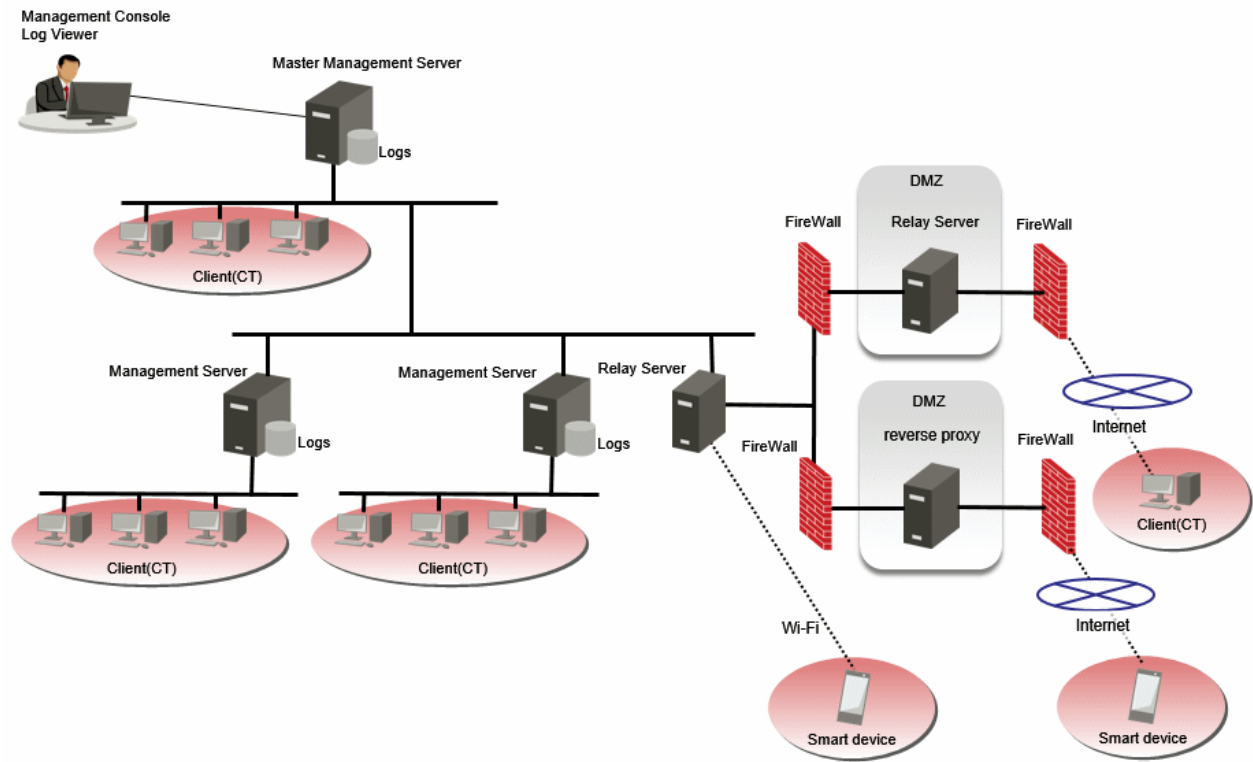 Management Console
Log Viewer
Master Management Server
Logs
Client(CT)
DMZ
FireWall
Relay Server
FireWall
Management Server
Logs
Management Server
Logs
Relay Server
Client(CT)
Client(CT)
DMZ
reverse proxy
FireWall
FireWall
Internet
Client(CT)
Internet
Wi-Fi
Smart device
Smart device